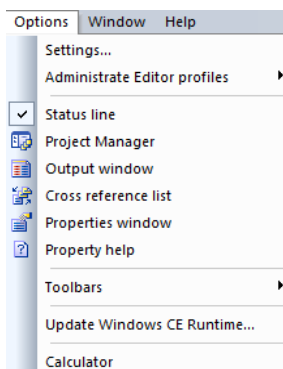 Options Window Help
Settings...
Administrate Editor profiles
Status line
Project Manager
Output window
Cross reference list
Properties window
Property help
Toolbars
Update Windows CE Runtime...
Calculator